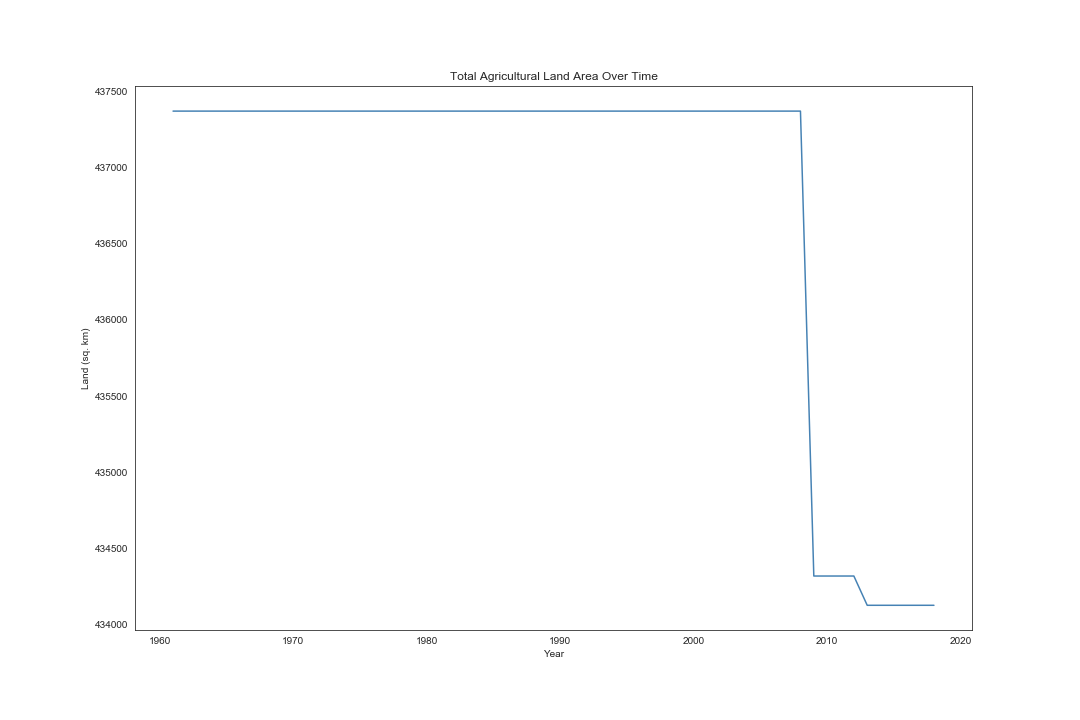 Total Agricultural Land Area Over Time
437500
437000
436500
436000
435500
435000
434500
434000
Land (sq. km)
1960 1970 1980 1990 2000 2010 2020
Year